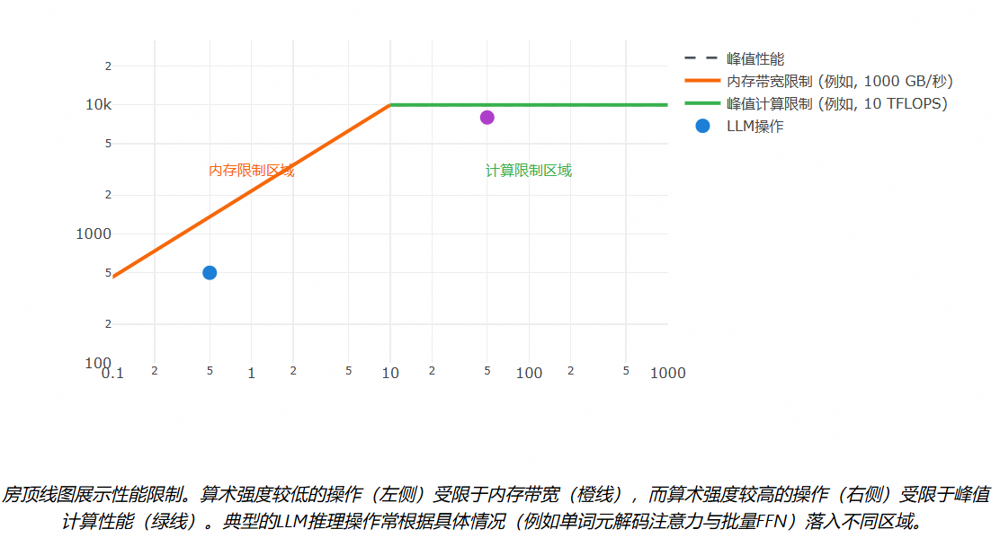 2
10k
5
2
1000
5
2
100
0.1
2
5
1
2
5
10
2
5
100
2
5
1000
内存限制区域
计算限制区域
峰值性能
内存带宽限制 (例如, 1000 GB/秒)
峰值计算限制 (例如, 10 TFLOPS)
LLM操作
房顶线图展示性能限制。算术强度较低的操作（左侧）受限于内存带宽（橙线），而算术强度较高的操作（右侧）受限于峰值
计算性能（绿线）。典型的LLM推理操作常根据具体情况（例如单词元解码注意力与批量FFN）落入不同区域。